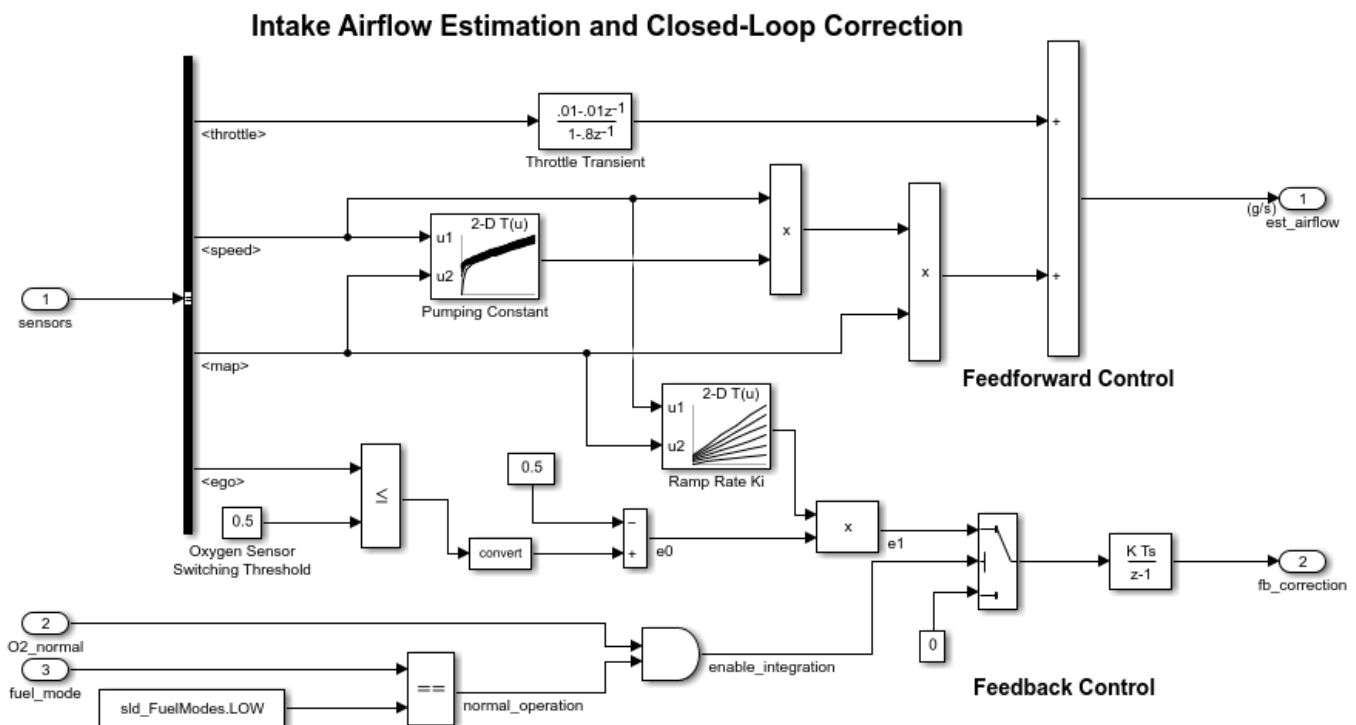 Intake Airflow Estimation and Closed-Loop Correction
<throttle>
.01-.01z-1
1-.8z-1
Throttle Transient
+
<speed>
2-D T(u)
u1
u2
Pumping Constant
x
x
(g/s)
1
est_airflow
+
1
sensors
<map>
Feedforward Control
2-D T(u)
u1
u2
Ramp Rate Ki
<ego>
≤
0.5
0.5
Oxygen Sensor
Switching Threshold
convert
−
+
e0
x
e1
K Ts
z-1
2
fb_correction
0
2
O2_normal
3
fuel_mode
==
sld_FuelModes.LOW
normal_operation
enable_integration
Feedback Control